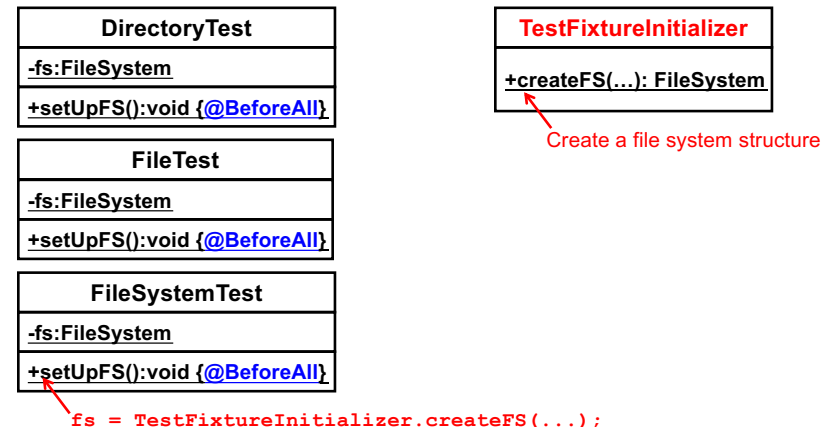 DirectoryTest
-fs:FileSystem
+setUpFS():void {@BeforeAll}
FileTest
-fs:FileSystem
+setUpFS():void {@BeforeAll}
FileSystemTest
-fs:FileSystem
+setUpFS():void {@BeforeAll}
fs = TestFixtureInitializer.createFS(...);
TestFixtureInitializer
+createFS(…): FileSystem
Create a file system structure